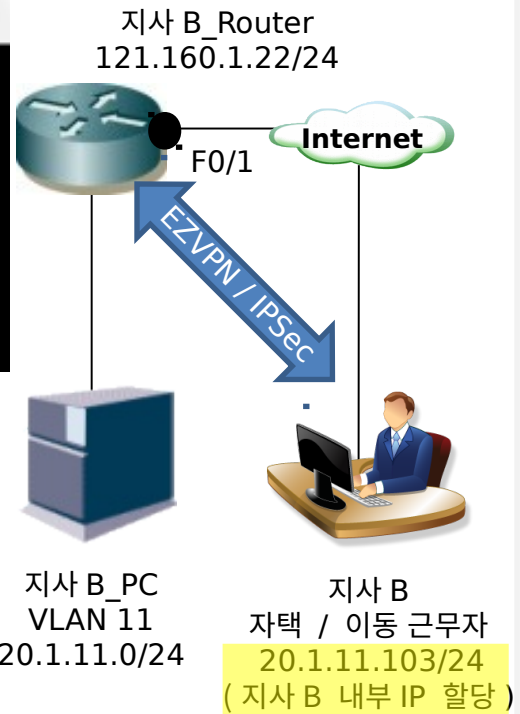 지사 B_Router
121.160.1.22/24
Internet
F0/1
EZVPN / IPSec
지사 B_PC
VLAN 11
20.1.11.0/24
지사 B
자택 / 이동 근무자
20.1.11.103/24
( 지사 B 내부 IP 할당 )